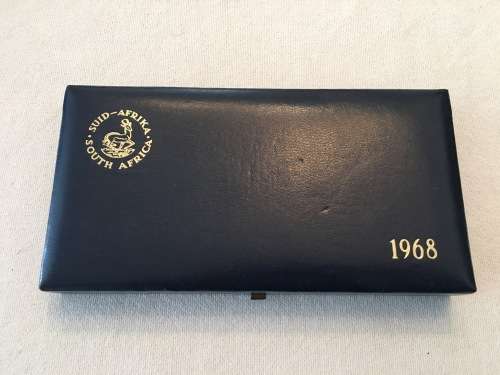 · SUID-AFRIKA ·
SOUTH AFRICA
1968